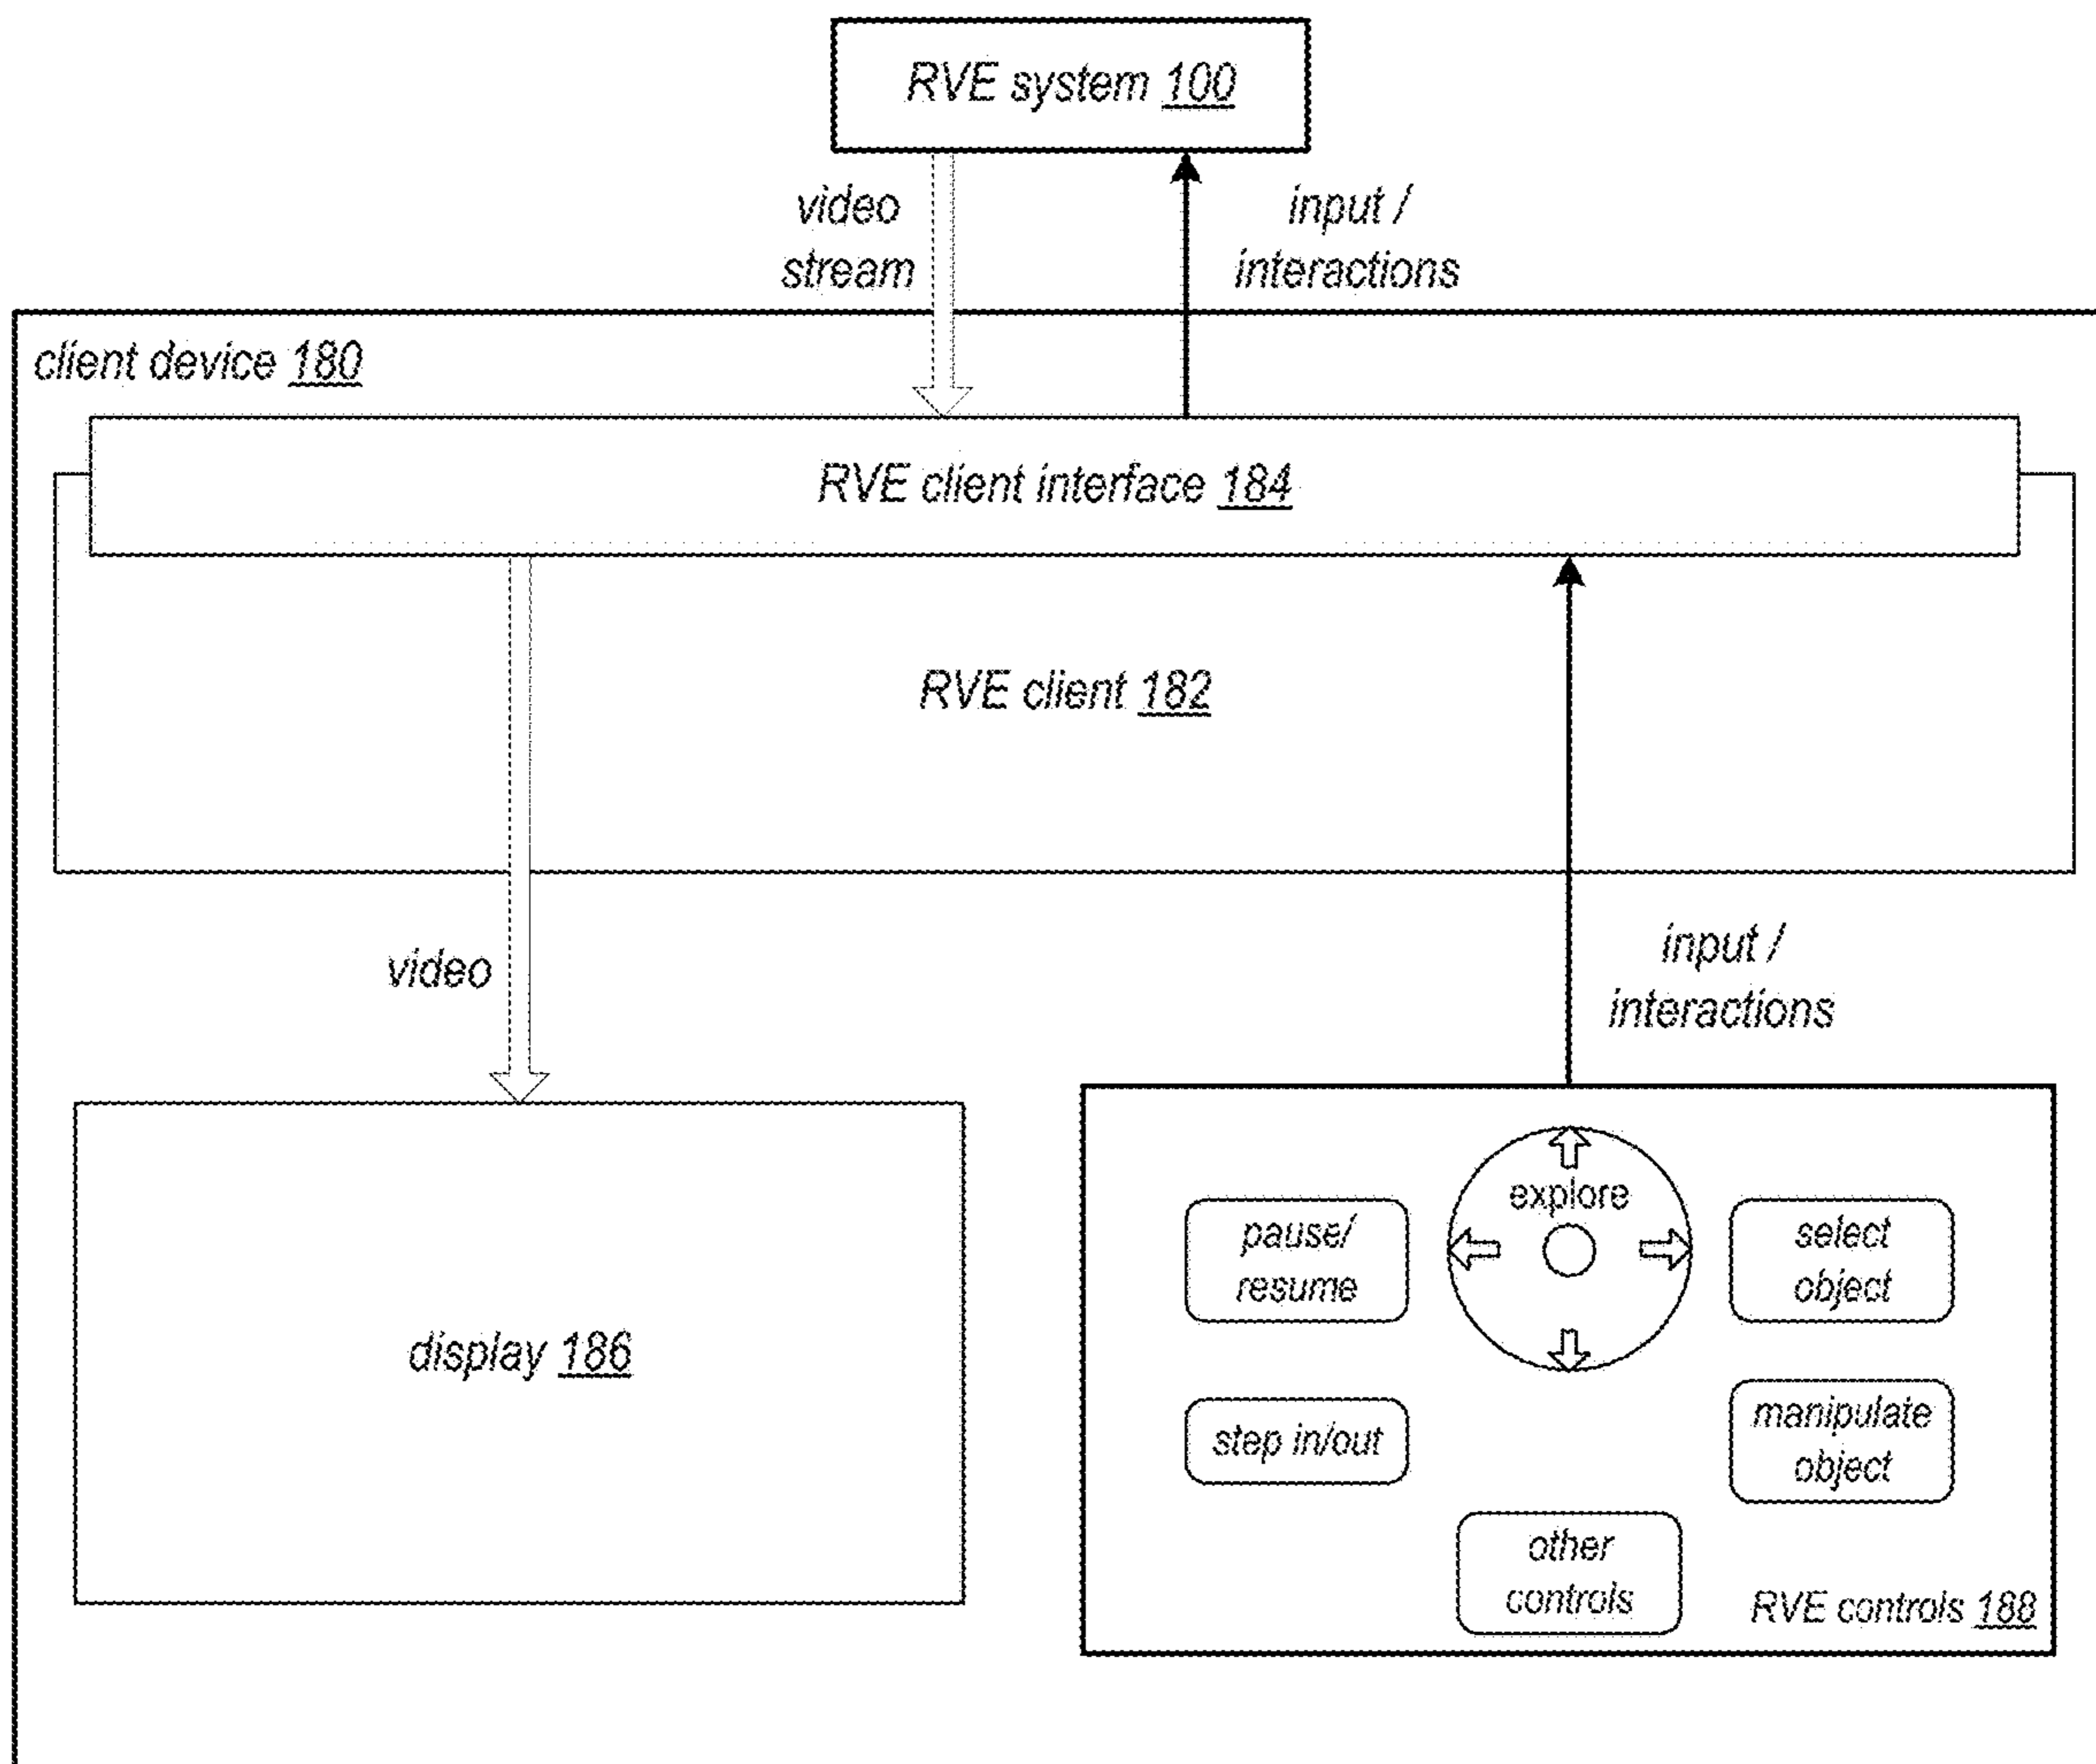 RVE system 100
video
stream
input /
interactions
client device 180
RVE client interface 184
RVE client 182
video
input /
interactions
display 186
explore
pause/
resume
select
object
step in/out
manipulate
object
other
controls
RVE controls 188